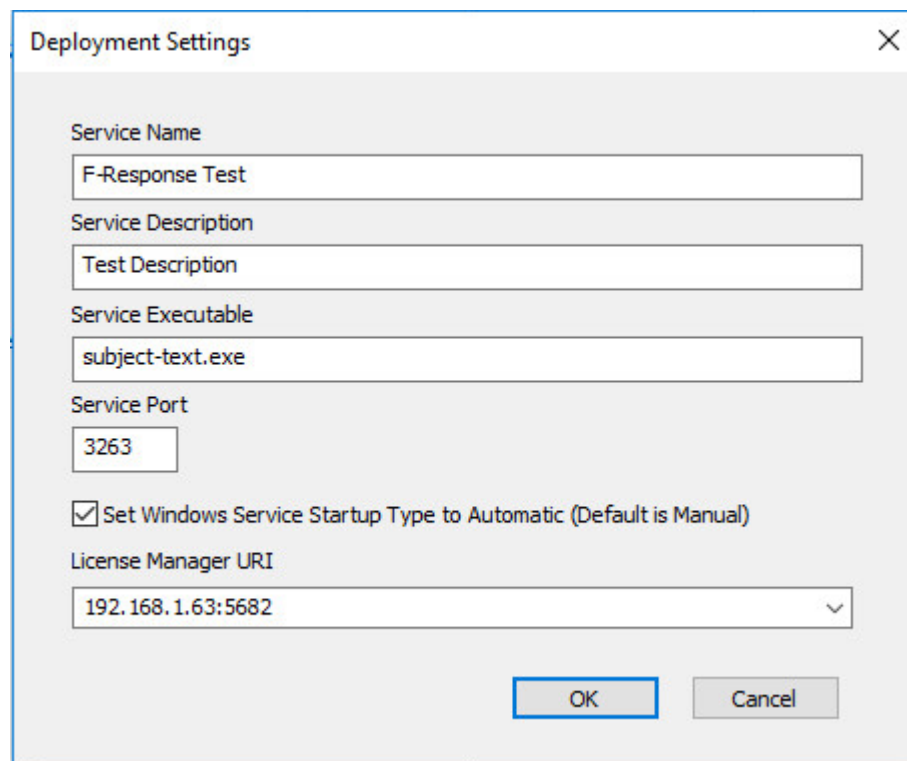 Deployment Settings
Service Name
F-Response Test
Service Description
Test Description
Service Executable
subject-text.exe
Service Port
3263
Set Windows Service Startup Type to Automatic (Default is Manual)
License Manager URI
192.168.1.63:5682
OK Cancel